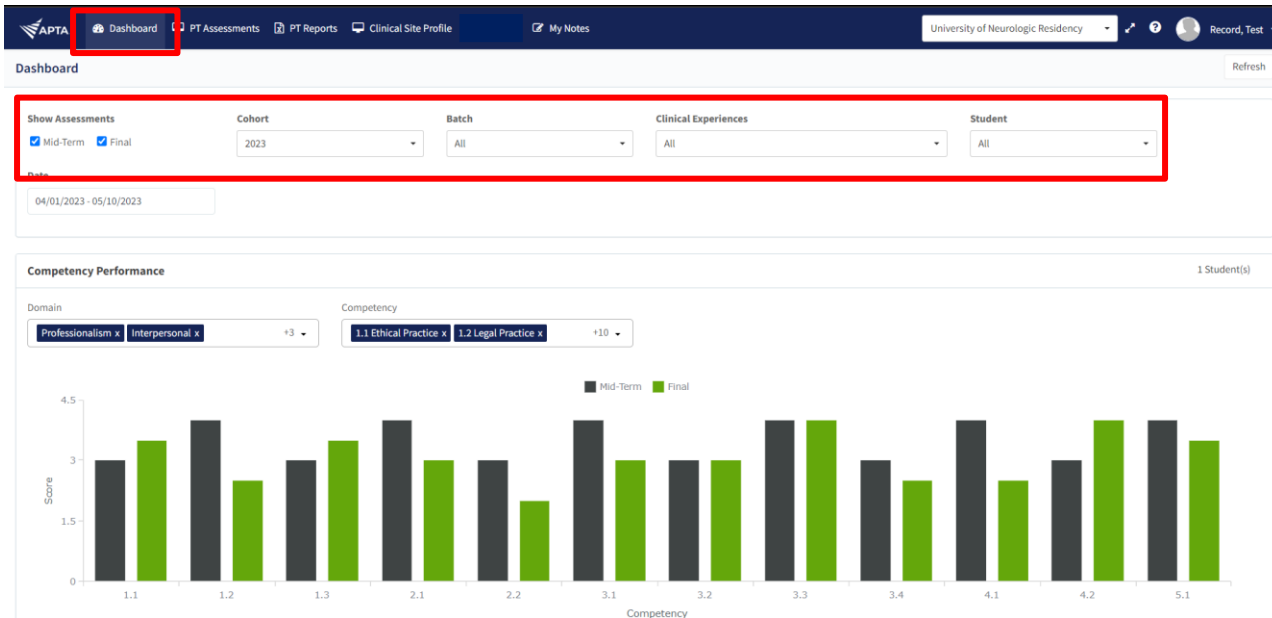 APTA Dashboard PT Assessments PT Reports Clinical Site Profile My Notes University of Neurologic Residency Record, Test
Dashboard Refresh
Show Assessments Cohort Batch Clinical Experiences Student
Mid-Term Final 2023 All All All
Date
04/01/2023 - 05/10/2023
Competency Performance 1 Student(s)
Domain Competency
Professionalism x Interpersonal x +3 1.1 Ethical Practice x 1.2 Legal Practice x +10
Mid-Term Final
4.5
3
Score
1.5
0
1.1 1.2 1.3 2.1 2.2 3.1 3.2 3.3 3.4 4.1 4.2 5.1
Competency